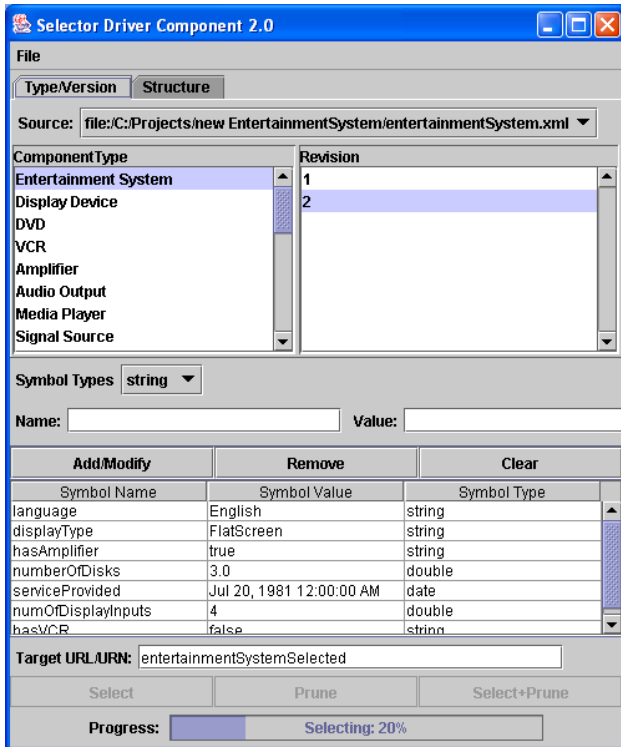 Selector Driver Component 2.0
File
Type/Version Structure
Source: file:/C:/Projects/new EntertainmentSystem/entertainmentSystem.xml
ComponentType Revision
Entertainment System 1
Display Device 2
DVD
VCR
Amplifier
Audio Output
Media Player
Signal Source
Symbol Types string
Name: Value:
Add/Modify Remove Clear
Symbol Name Symbol Value Symbol Type
language English string
displayType FlatScreen string
hasAmplifier true string
numberOfDisks 3.0 double
serviceProvided Jul 20, 1981 12:00:00 AM date
numOfDisplayInputs 4 double
hasVCR false string
Target URL/URN: entertainmentSystemSelected
Select Prune Select+Prune
Progress: Selecting: 20%